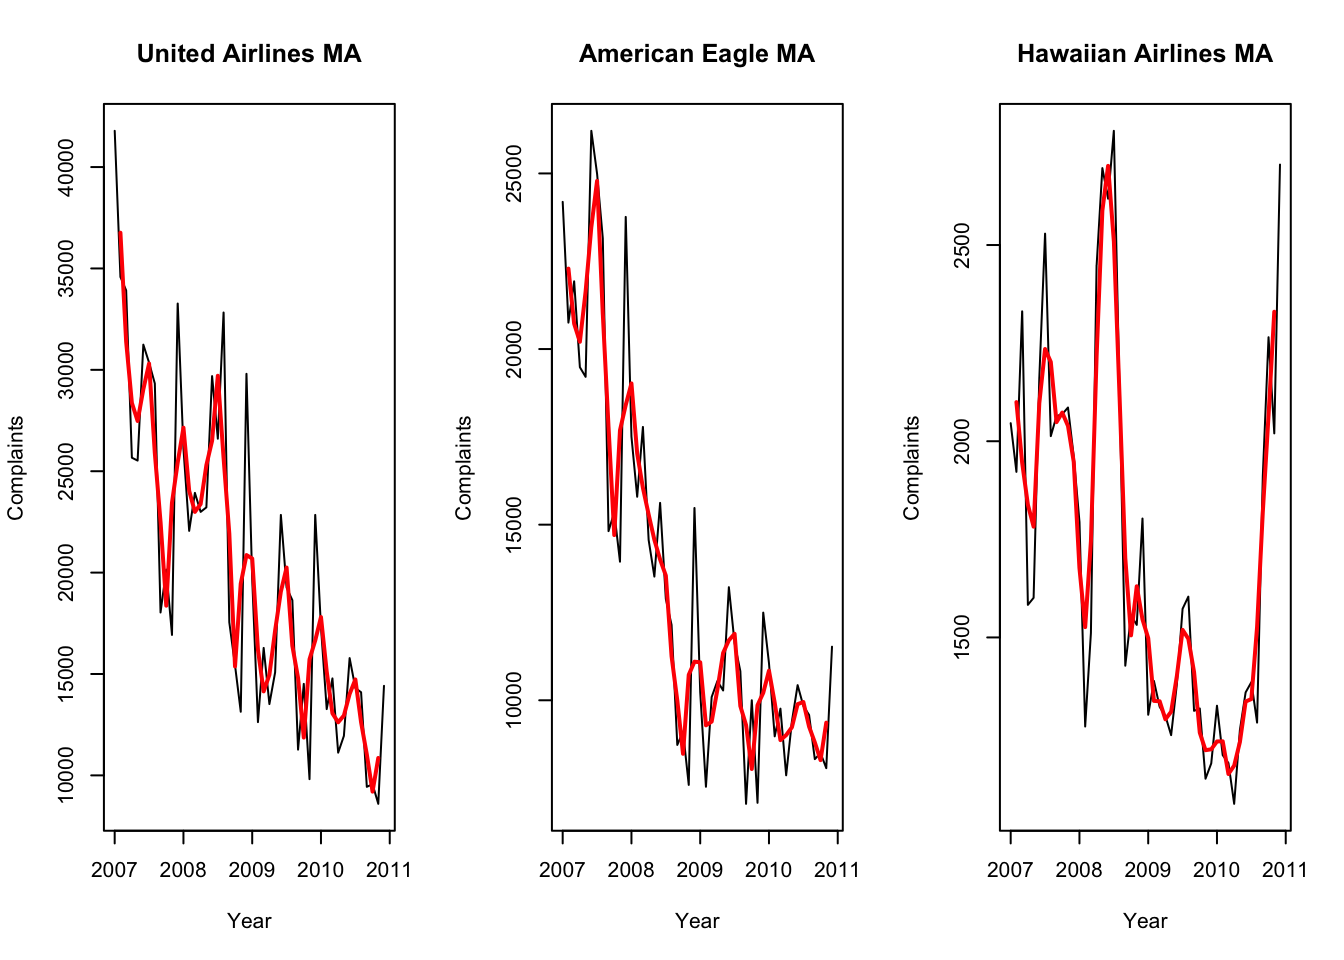 United Airlines MA
Complaints
40000
35000
30000
25000
20000
15000
10000
2007 2008 2009 2010 2011
Year
American Eagle MA
Complaints
25000
20000
15000
10000
2007 2008 2009 2010 2011
Year
Hawaiian Airlines MA
Complaints
2500
2000
1500
2007 2008 2009 2010 2011
Year